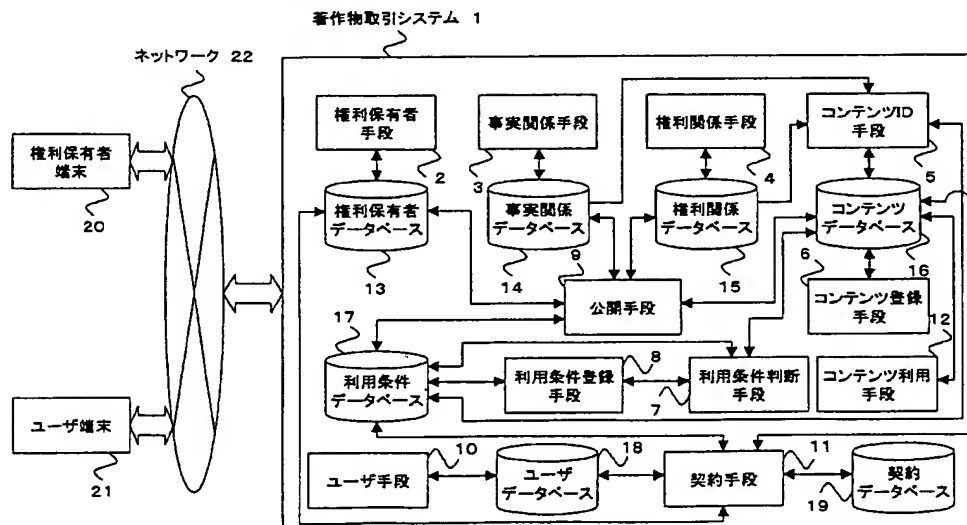 著作物取引システム 1
ネットワーク 22
権利保有者
端末
20
ユーザ端末
21
権利保有者
手段
2
事実関係手段
3
権利関係手段
4
コンテンツID
手段
5
権利保有者
データベース
13
事実関係
データベース
14
権利関係
データベース
15
コンテンツ
データベース
16
9
公開手段
6
コンテンツ登録
手段
17
利用条件
データベース
8
利用条件登録
手段
7
利用条件判断
手段
12
コンテンツ利用
手段
10
ユーザ手段
18
ユーザ
データベース
11
契約手段
19
契約
データベース